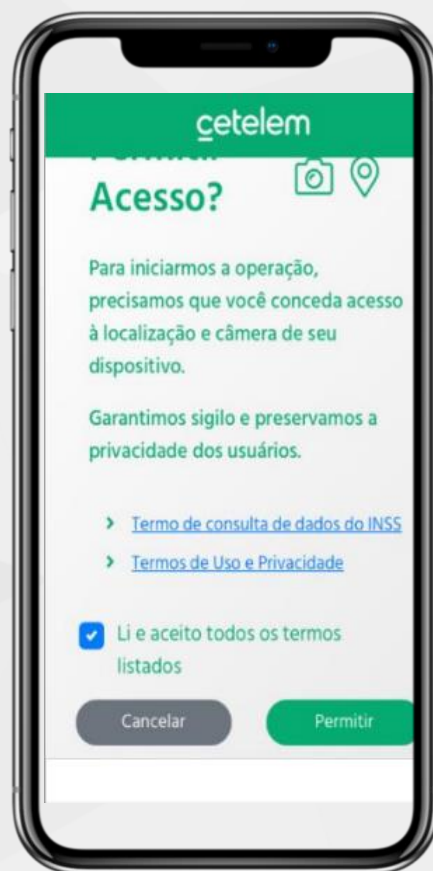 cetelem
Acesso?
Para iniciarmos a operação,
precisamos que você conceda acesso
à localização e câmera de seu
dispositivo.
Garantimos sigilo e preservamos a
privacidade dos usuários.
Termo de consulta de dados do INSS
Termos de Uso e Privacidade
Li e aceito todos os termos
listados
Cancelar
Permitir